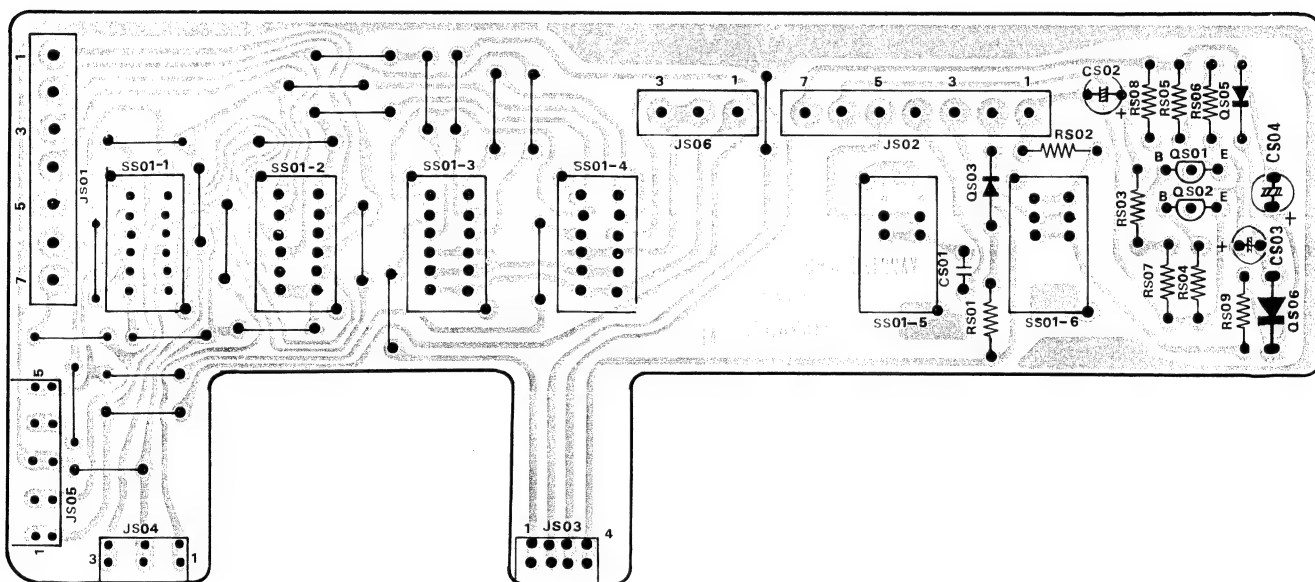 1
3
5
7
JS01
SS01-1
SS01-2
SS01-3
SS01-4
3
1
JS06
7
5
3
1
JS02
CS02
+
RS08
RS05
RS06
QS05
RS02
B
QS01
E
B
QS02
E
CS04
+
QS03
RS03
+
CS03
CS01
RS01
SS01-5
SS01-6
RS07
RS04
RS09
QS06
5
1
JS05
JS04
3
1
1
JS03
4